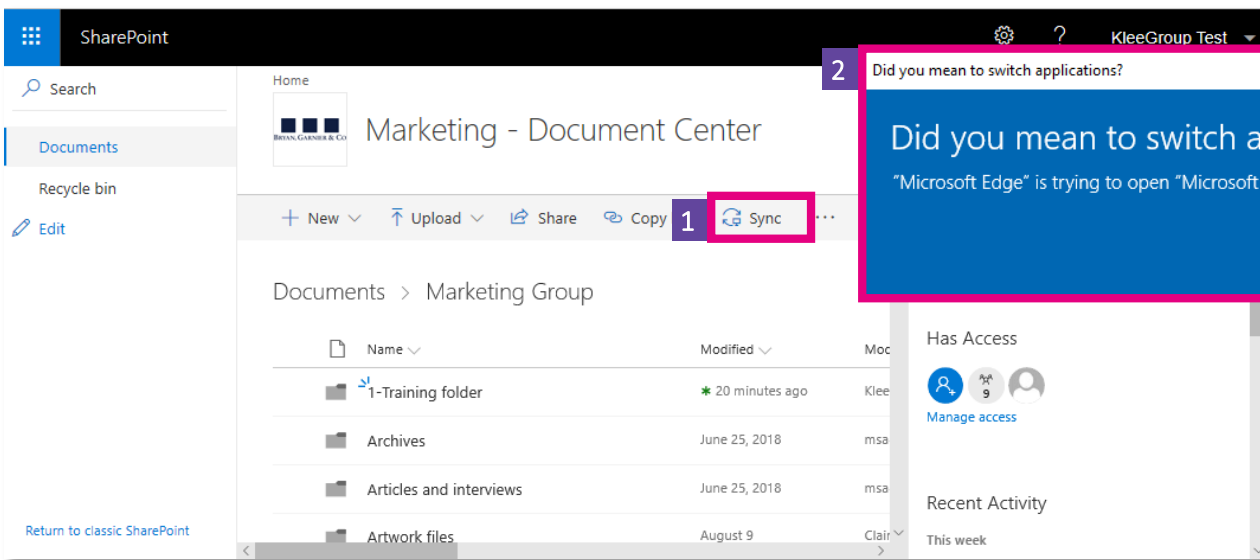 SharePoint
? KleeGroup Test
2 Did you mean to switch applications?
Search
Home
BRYAN, GARNIER & CO
Marketing - Document Center
Did you mean to switch a
"Microsoft Edge" is trying to open "Microsoft
Documents
Recycle bin
Edit
New Upload Share Copy 1 Sync ...
Documents > Marketing Group
Has Access
Name Modified Mod
1-Training folder 20 minutes ago Klee
9
Manage access
Archives June 25, 2018 msa
Articles and interviews June 25, 2018 msa
Recent Activity
Artwork files August 9 Clair
This week
Return to classic SharePoint